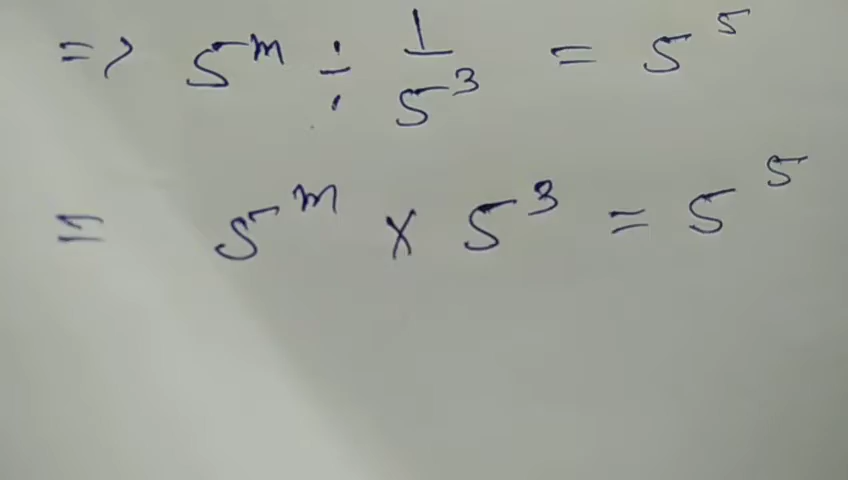 => 5^m ÷ 1/5^3 = 5^5
= 5^m × 5^3 = 5^5